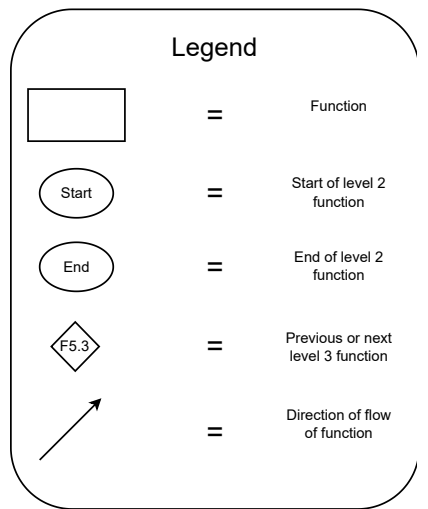 Legend
= Function
Start = Start of level 2
function
End = End of level 2
function
F5.3 = Previous or next
level 3 function
= Direction of flow
of function